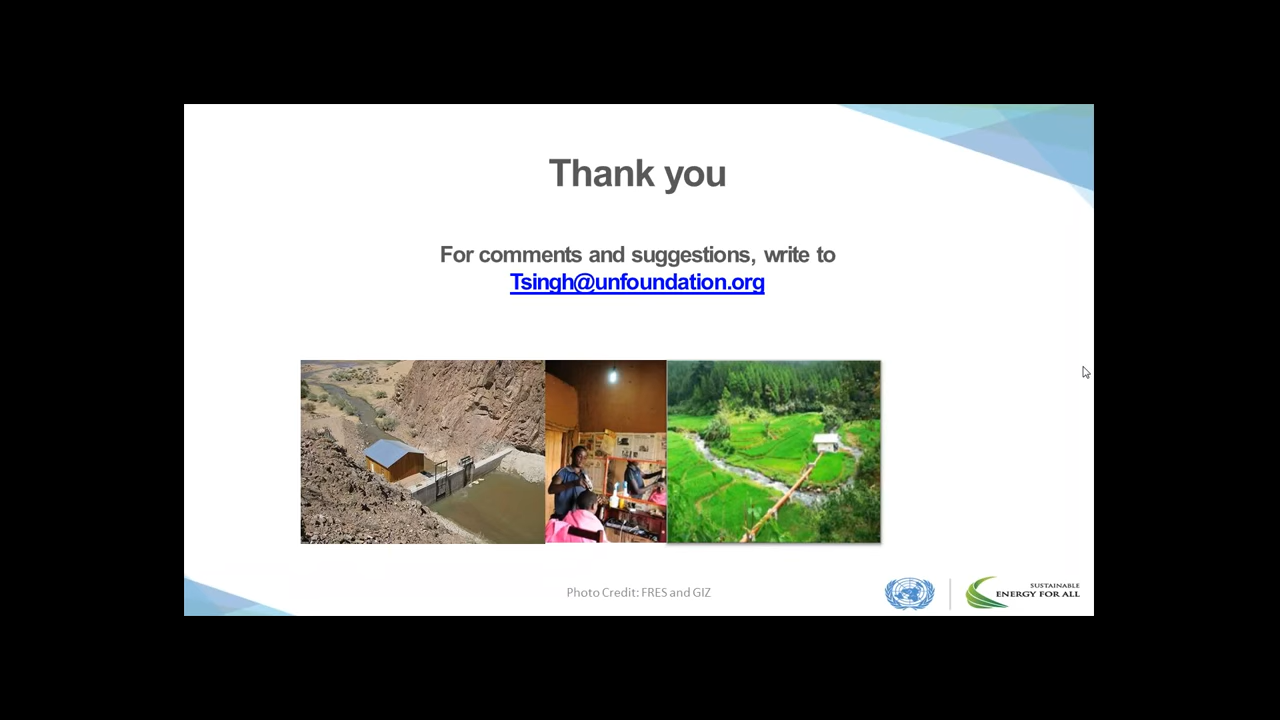 Thank you
For comments and suggestions, write to
Tsingh@unfoundation.org
Photo Credit: FRES and GIZ
SUSTAINABLE
ENERGY FOR ALL